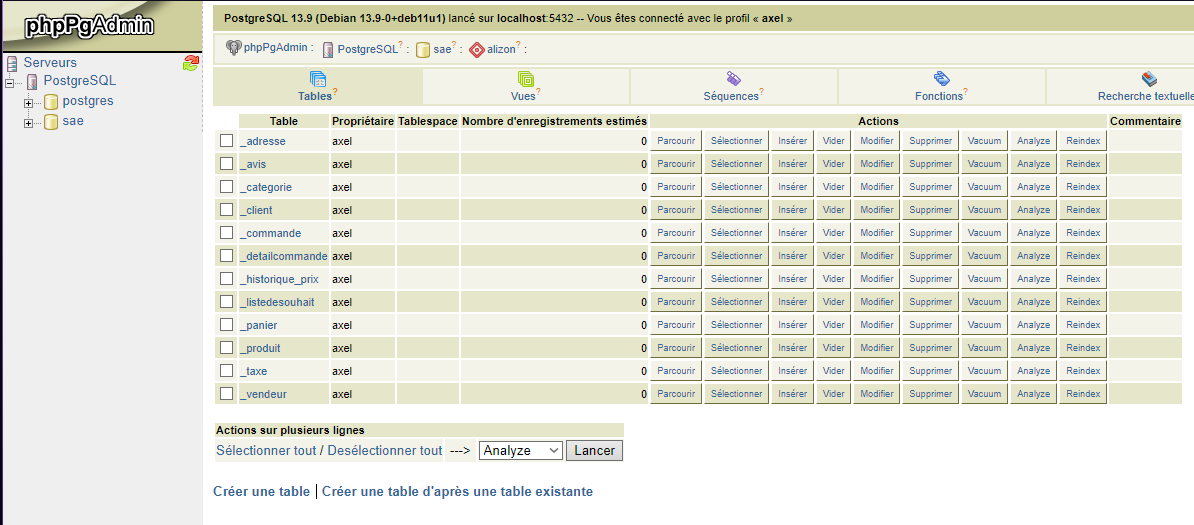 phpPgAdmin
PostgreSQL 13.9 (Debian 13.9-0+deb11u1) lancé sur localhost:5432 -- Vous êtes connecté avec le profil « axel »
phpPgAdmin : PostgreSQL? : sae? : alizon? :
Serveurs
PostgreSQL
postgres
sae
Tables? Vues? Séquences? Fonctions? Recherche textuelle
Table Propriétaire Tablespace Nombre d'enregistrements estimés Actions Commentaire
_adresse axel 0 Parcourir Sélectionner Insérer Vider Modifier Supprimer Vacuum Analyze Reindex
_avis axel 0 Parcourir Sélectionner Insérer Vider Modifier Supprimer Vacuum Analyze Reindex
_categorie axel 0 Parcourir Sélectionner Insérer Vider Modifier Supprimer Vacuum Analyze Reindex
_client axel 0 Parcourir Sélectionner Insérer Vider Modifier Supprimer Vacuum Analyze Reindex
_commande axel 0 Parcourir Sélectionner Insérer Vider Modifier Supprimer Vacuum Analyze Reindex
_detailcommande axel 0 Parcourir Sélectionner Insérer Vider Modifier Supprimer Vacuum Analyze Reindex
_historique_prix axel 0 Parcourir Sélectionner Insérer Vider Modifier Supprimer Vacuum Analyze Reindex
_listedesouhait axel 0 Parcourir Sélectionner Insérer Vider Modifier Supprimer Vacuum Analyze Reindex
_panier axel 0 Parcourir Sélectionner Insérer Vider Modifier Supprimer Vacuum Analyze Reindex
_produit axel 0 Parcourir Sélectionner Insérer Vider Modifier Supprimer Vacuum Analyze Reindex
_taxe axel 0 Parcourir Sélectionner Insérer Vider Modifier Supprimer Vacuum Analyze Reindex
_vendeur axel 0 Parcourir Sélectionner Insérer Vider Modifier Supprimer Vacuum Analyze Reindex
Actions sur plusieurs lignes
Sélectionner tout / Desélectionner tout ---> Analyze Lancer
Créer une table | Créer une table d'après une table existante